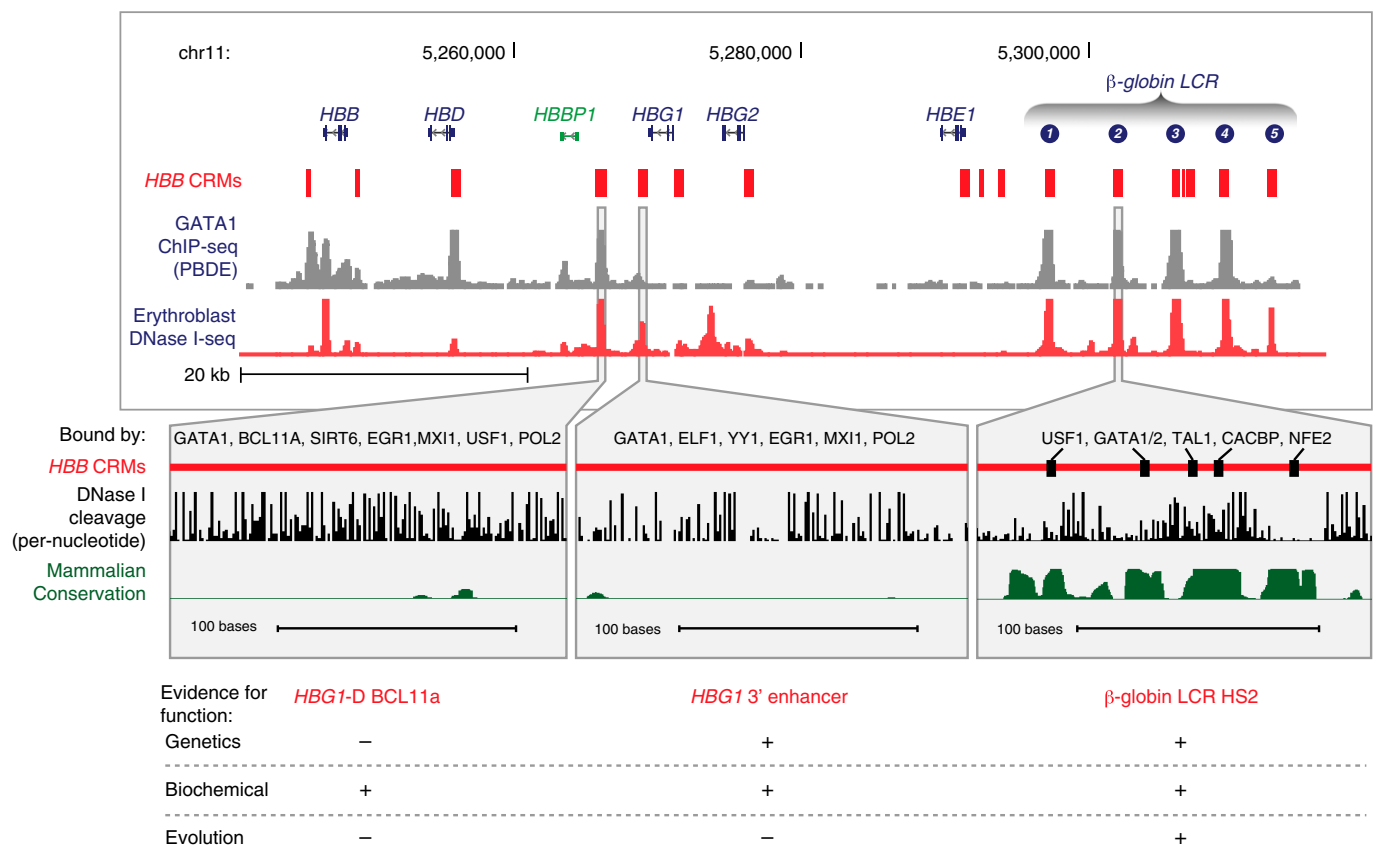 chr11: 5,260,000 5,280,000 5,300,000
β-globin LCR
HBB HBD HBBP1 HBG1 HBG2 HBE1 1 2 3 4 5
HBB CRMs
GATA1
ChIP-seq
(PBDE)
Erythroblast
DNase I-seq
20 kb
Bound by: GATA1, BCL11A, SIRT6, EGR1,MXI1, USF1, POL2 GATA1, ELF1, YY1, EGR1, MXI1, POL2 USF1, GATA1/2, TAL1, CACBP, NFE2
HBB CRMs
DNase I
cleavage
(per-nucleotide)
Mammalian
Conservation
100 bases 100 bases 100 bases
Evidence for
function:
HBG1-D BCL11a HBG1 3' enhancer β-globin LCR HS2
Genetics – + +
Biochemical + + +
Evolution – – +